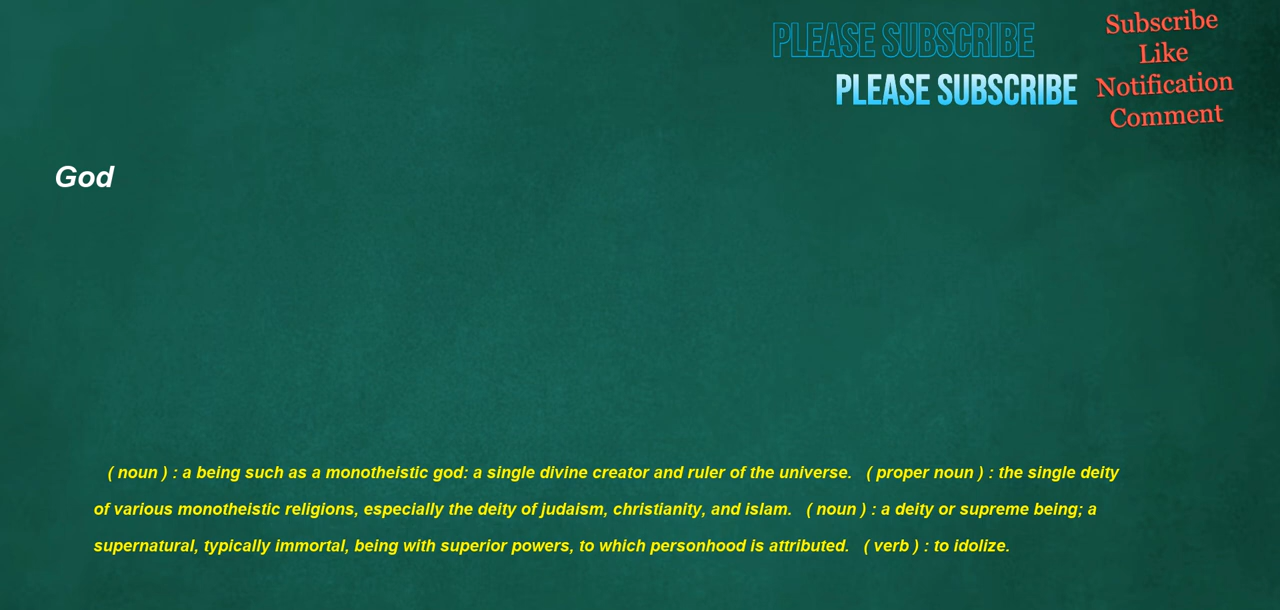 PLEASE SUBSCRIBE
PLEASE SUBSCRIBE
Subscribe
Like
Notification
Comment
God
( noun ) : a being such as a monotheistic god: a single divine creator and ruler of the universe. ( proper noun ) : the single deity
of various monotheistic religions, especially the deity of judaism, christianity, and islam. ( noun ) : a deity or supreme being; a
supernatural, typically immortal, being with superior powers, to which personhood is attributed. ( verb ) : to idolize.